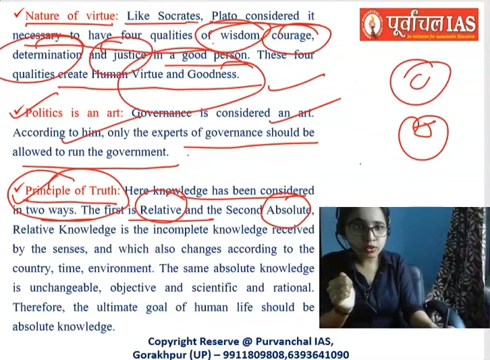 ✓ Nature of virtue: Like Socrates, Plato considered it
necessary to have four qualities of wisdom, courage,
determination and justice in a good person. These four
qualities create Human Virtue and Goodness.
✓ Politics is an art: Governance is considered an art.
According to him, only the experts of governance should be
allowed to run the government.
✓ Principle of Truth: Here knowledge has been considered
in two ways. The first is Relative and the Second Absolute,
Relative Knowledge is the incomplete knowledge received
by the senses, and which also changes according to the
country, time, environment. The same absolute knowledge
is unchangeable, objective and scientific and rational.
Therefore, the ultimate goal of human life should be
absolute knowledge.
पूर्वांचल IAS
An Initiative for sustainable Education
Copyright Reserve @ Purvanchal IAS,
Gorakhpur (UP) – 9911809808,6393641090